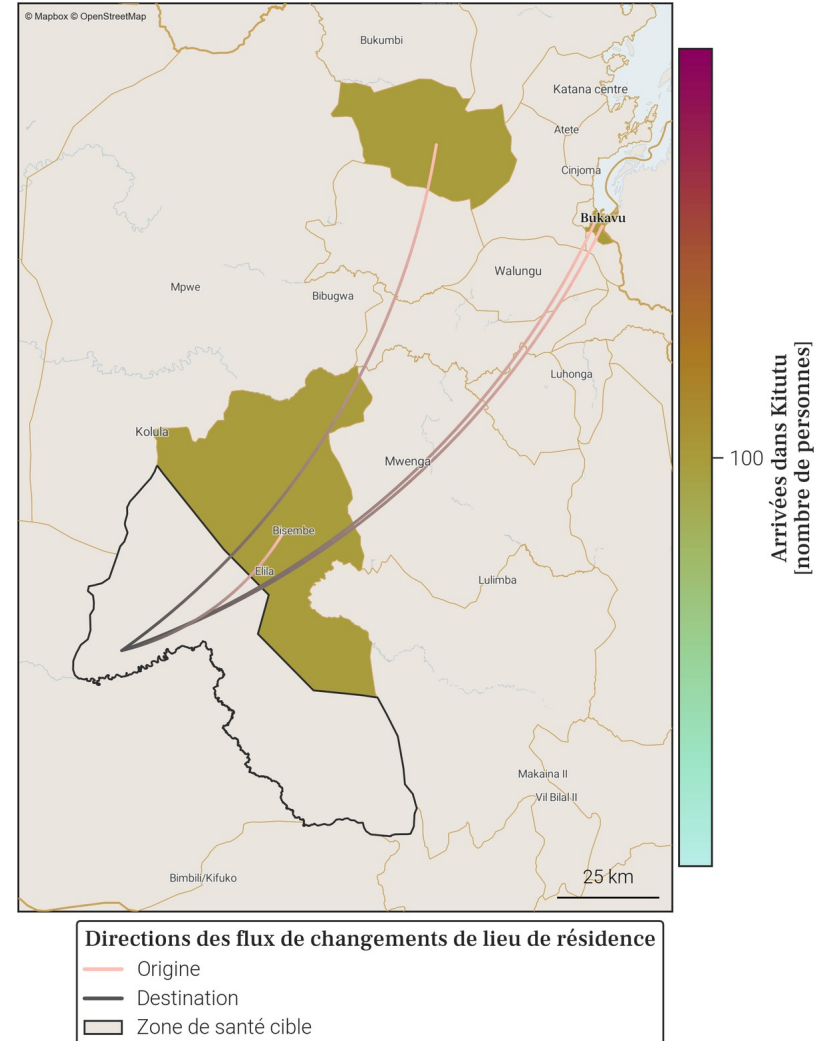 © Mapbox © OpenStreetMap
Bukumbi
Katana centre
Atete
Cinjoma
Bukavu
Walungu
Mpwe
Bibugwa
Luhonga
Kolula
Mwenga
Bisembe
Elila
Lulimba
Makaina II
Vil Bilal II
Bimbili/Kifuko
25 km
100
Arrivées dans Kitutu
[nombre de personnes]
Directions des flux de changements de lieu de résidence
Origine
Destination
Zone de santé cible